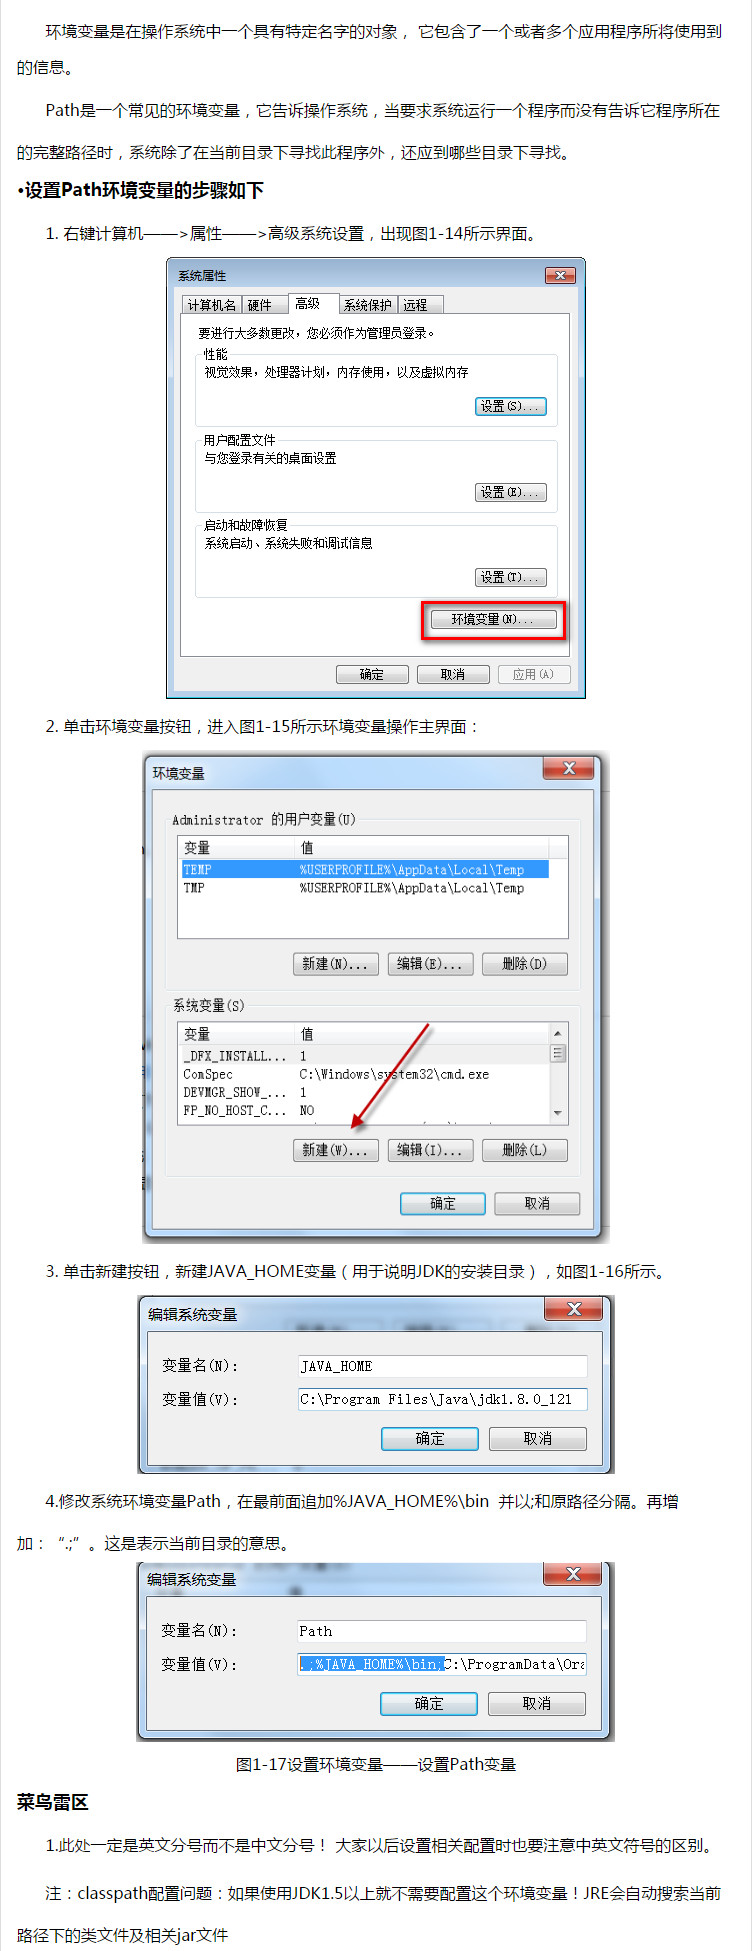 环境变量是在操作系统中一个具有特定名字的对象，它包含了一个或者多个应用程序所将使用到
的信息。
Path是一个常见的环境变量，它告诉操作系统，当要求系统运行一个程序而没有告诉它程序所在
的完整路径时，系统除了在当前目录下寻找此程序外，还应到哪些目录下寻找。
•设置Path环境变量的步骤如下
1. 右键计算机——>属性——>高级系统设置，出现图1-14所示界面。
系统属性
计算机名 硬件 高级 系统保护 远程
要进行大多数更改，您必须作为管理员登录。
性能
视觉效果，处理器计划，内存使用，以及虚拟内存
设置(S)...
用户配置文件
与您登录有关的桌面设置
设置(E)...
启动和故障恢复
系统启动、系统失败和调试信息
设置(T)...
环境变量(N)...
确定 取消 应用(A)
2. 单击环境变量按钮，进入图1-15所示环境变量操作主界面：
环境变量
Administrator 的用户变量(U)
变量 值
TEMP %USERPROFILE%\AppData\Local\Temp
TMP %USERPROFILE%\AppData\Local\Temp
新建(N)... 编辑(E)... 删除(D)
系统变量(S)
变量 值
_DFX_INSTALL... 1
ComSpec C:\Windows\system32\cmd.exe
DEVMGR_SHOW_... 1
FP_NO_HOST_C... NO
新建(W)... 编辑(I)... 删除(L)
确定 取消
3. 单击新建按钮，新建JAVA_HOME变量（用于说明JDK的安装目录），如图1-16所示。
编辑系统变量
变量名(N): JAVA_HOME
变量值(V): C:\Program Files\Java\jdk1.8.0_121
确定 取消
4.修改系统环境变量Path，在最前面追加%JAVA_HOME%\bin 并以;和原路径分隔。再增
加：“.;”。这是表示当前目录的意思。
编辑系统变量
变量名(N): Path
变量值(V): .;%JAVA_HOME%\bin;C:\ProgramData\Ora
确定 取消
图1-17设置环境变量——设置Path变量
菜鸟雷区
1.此处一定是英文分号而不是中文分号！ 大家以后设置相关配置时也要注意中英文符号的区别。
注：classpath配置问题：如果使用JDK1.5以上就不需要配置这个环境变量！JRE会自动搜索当前
路径下的类文件及相关jar文件